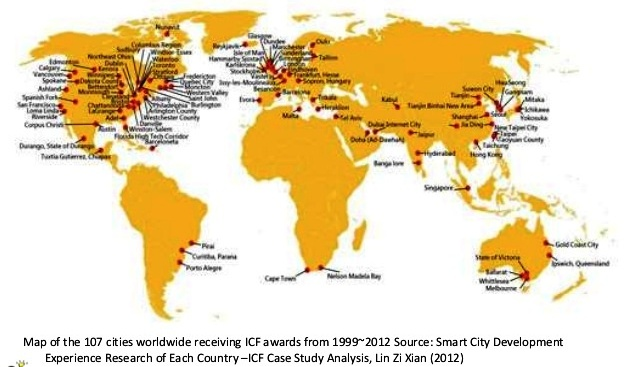 Nunavut
Glasgow
Dundee
Manchester
Sunderland
Birmingham
Reykjavik
Isle of Man
Hammarby Sjostad
Karlskrona
Stockholm
Issy-les-Moulineaux
Besancon
Barcelona
Evora
Malta
Oulu
Tallinn
Eindhoven
Frankfurt, Hesse
Sopron, Hungary
Trikala
Heraklion
Tel Aviv
Kabul
Dubai Internet City
Doha (Ad-Dawhah)
Jaipur
Hyderabad
Banga lore
Singapore
Suwon City
Tianjin
Tianjin Binhai New Area
Shanghai
Jia Ding
Seoul
Gangnam
Mitaka
Ichikawa
Yokosuka
New Taipei City
Taipei
Taoyuan County
Taichung
Hong Kong
Columbus Region
Windsor-Essex
Waterloo
Toronto
Stratford
Sudbury
Northeast Ohio
Dublin
Edmonton
Calgary
Vancouver
Spokane
Ashland
Spanish Fork
San Francisco
Loma Linda
Riverside
Corpus Christi
Durango, State of Durango
Tuxtla Gutierrez, Chiapas
Winnipeg
Dakota County
Bettendorf
Chattanooga
LaGrange
Adel
Austin
Fredericton
Quebec City
Moncton
Western Valley
Saint John
Burlington
Albany
Philadelphia
Arlington County
Westchester County
Danville
Winston-Salem
Florida High Tech Corridor
Barceloneta
Pirai
Curitiba, Parana
Porto Alegre
Cape Town
Nelson Madela Bay
State of Victoria
Ballarat
Whittlesea
Melbourne
Gold Coast City
Ipswich, Queensland
Map of the 107 cities worldwide receiving ICF awards from 1999~2012 Source: Smart City Development
Experience Research of Each Country –ICF Case Study Analysis, Lin Zi Xian (2012)